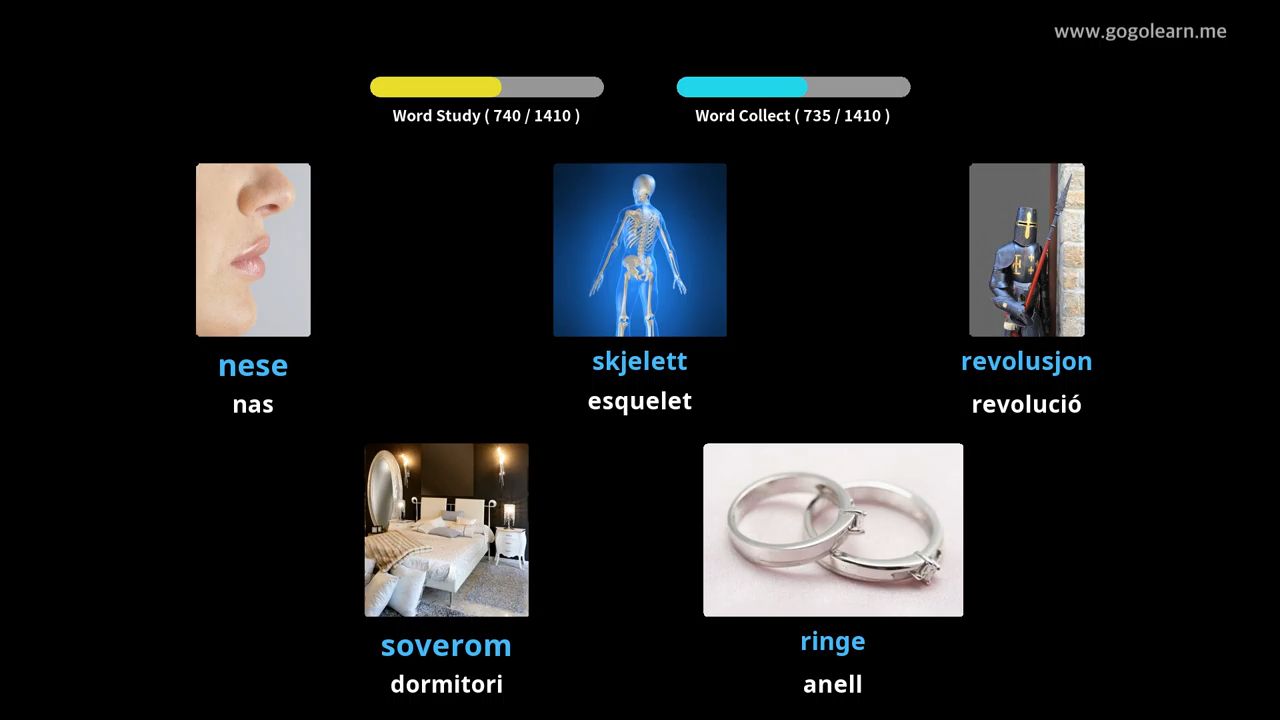 www.gogolearn.me
Word Study ( 740 / 1410 )
Word Collect ( 735 / 1410 )
nese
nas
skjelett
esquelet
revolusjon
revolució
soverom
dormitori
ringe
anell